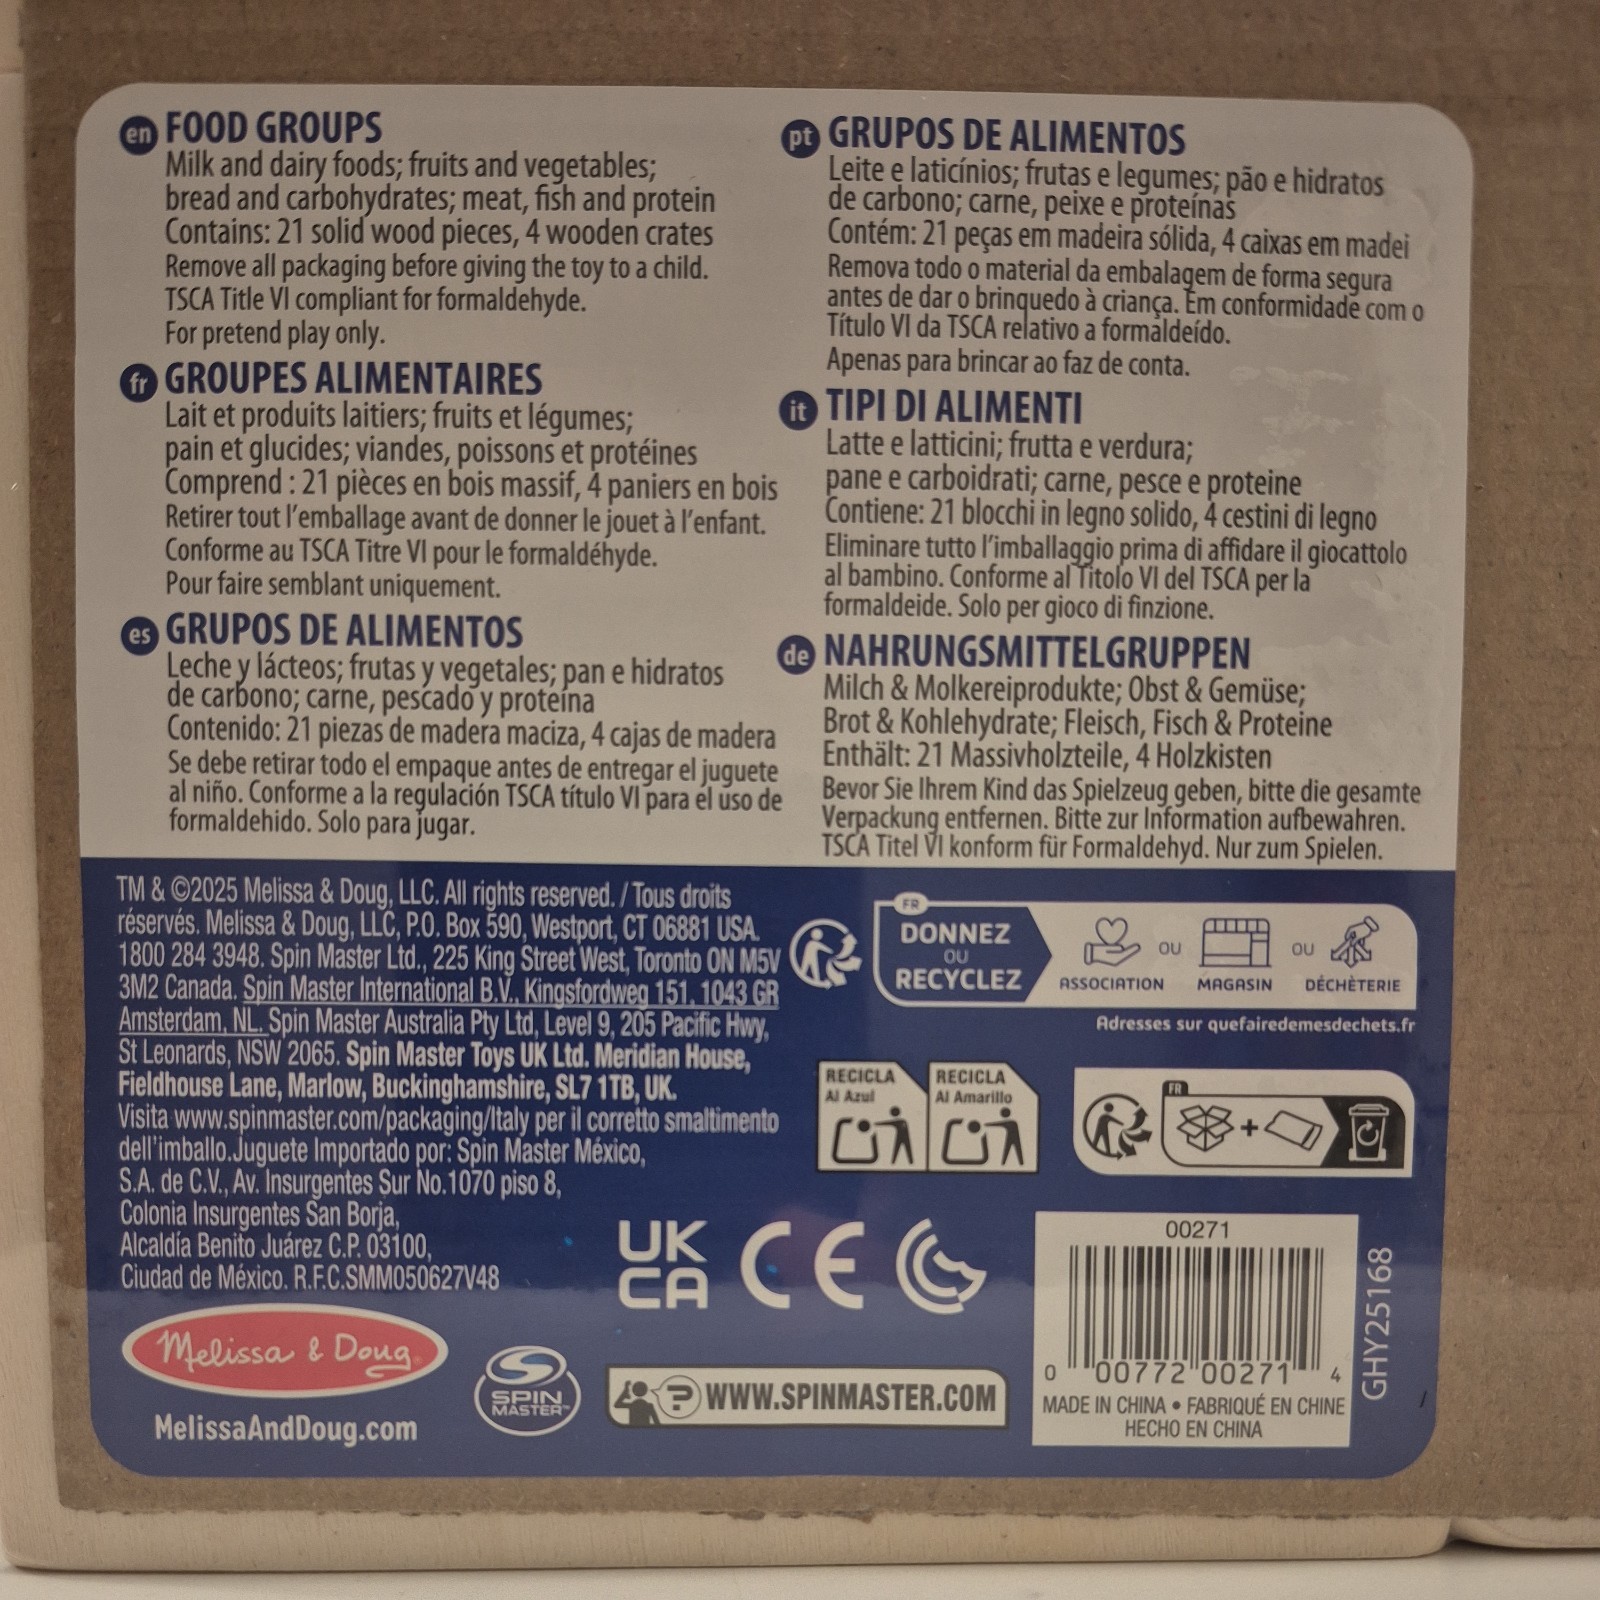 en FOOD GROUPS
Milk and dairy foods; fruits and vegetables;
bread and carbohydrates; meat, fish and protein
Contains: 21 solid wood pieces, 4 wooden crates
Remove all packaging before giving the toy to a child.
TSCA Title VI compliant for formaldehyde.
For pretend play only.
fr GROUPES ALIMENTAIRES
Lait et produits laitiers; fruits et légumes;
pain et glucides; viandes, poissons et protéines
Comprend : 21 pièces en bois massif, 4 paniers en bois
Retirer tout l'emballage avant de donner le jouet à l'enfant.
Conforme au TSCA Titre VI pour le formaldéhyde.
Pour faire semblant uniquement.
es GRUPOS DE ALIMENTOS
Leche y lácteos; frutas y vegetales; pan e hidratos
de carbono; carne, pescado y proteína
Contenido: 21 piezas de madera maciza, 4 cajas de madera
Se debe retirar todo el empaque antes de entregar el juguete
al niño. Conforme a la regulación TSCA título VI para el uso de
formaldehido. Solo para jugar.
pt GRUPOS DE ALIMENTOS
Leite e laticínios; frutas e legumes; pão e hidratos
de carbono; carne, peixe e proteínas
Contém: 21 peças em madeira sólida, 4 caixas em madei
Remova todo o material da embalagem de forma segura
antes de dar o brinquedo à criança. Em conformidade com o
Título VI da TSCA relativo a formaldeído.
Apenas para brincar ao faz de conta.
it TIPI DI ALIMENTI
Latte e latticini; frutta e verdura;
pane e carboidrati; carne, pesce e proteine
Contiene: 21 blocchi in legno solido, 4 cestini di legno
Eliminare tutto l'imballaggio prima di affidare il giocattolo
al bambino. Conforme al Titolo VI del TSCA per la
formaldeide. Solo per gioco di finzione.
de NAHRUNGSMITTELGRUPPEN
Milch & Molkereiprodukte; Obst & Gemüse;
Brot & Kohlehydrate; Fleisch, Fisch & Proteine
Enthält: 21 Massivholzteile, 4 Holzkisten
Bevor Sie Ihrem Kind das Spielzeug geben, bitte die gesamte
Verpackung entfernen. Bitte zur Information aufbewahren.
TSCA Titel VI konform für Formaldehyd. Nur zum Spielen.
TM & ©2025 Melissa & Doug, LLC. All rights reserved. / Tous droits
réservés. Melissa & Doug, LLC, P.O. Box 590, Westport, CT 06881 USA.
1800 284 3948. Spin Master Ltd., 225 King Street West, Toronto ON M5V
3M2 Canada. Spin Master International B.V., Kingsfordweg 151, 1043 GR
Amsterdam, NL. Spin Master Australia Pty Ltd, Level 9, 205 Pacific Hwy,
St Leonards, NSW 2065. Spin Master Toys UK Ltd. Meridian House,
Fieldhouse Lane, Marlow, Buckinghamshire, SL7 1TB, UK.
Visita www.spinmaster.com/packaging/Italy per il corretto smaltimento
dell'imballo.Juguete Importado por: Spin Master México,
S.A. de C.V., Av. Insurgentes Sur No.1070 piso 8,
Colonia Insurgentes San Borja,
Alcaldía Benito Juárez C.P. 03100,
Ciudad de México. R.F.C.SMM050627V48
FR
DONNEZ
OU
RECYCLEZ
ASSOCIATION OU MAGASIN OU DÉCHÈTERIE
Adresses sur quefairedemesdechets.fr
RECICLA
Al Azul
RECICLA
Al Amarillo
FR
+
UK
CA
CE
Melissa & Doug®
MelissaAndDoug.com
SPIN
MASTER™
? WWW.SPINMASTER.COM
00271
0 00772 00271 4
MADE IN CHINA • FABRIQUÉ EN CHINE
HECHO EN CHINA
GHY25168